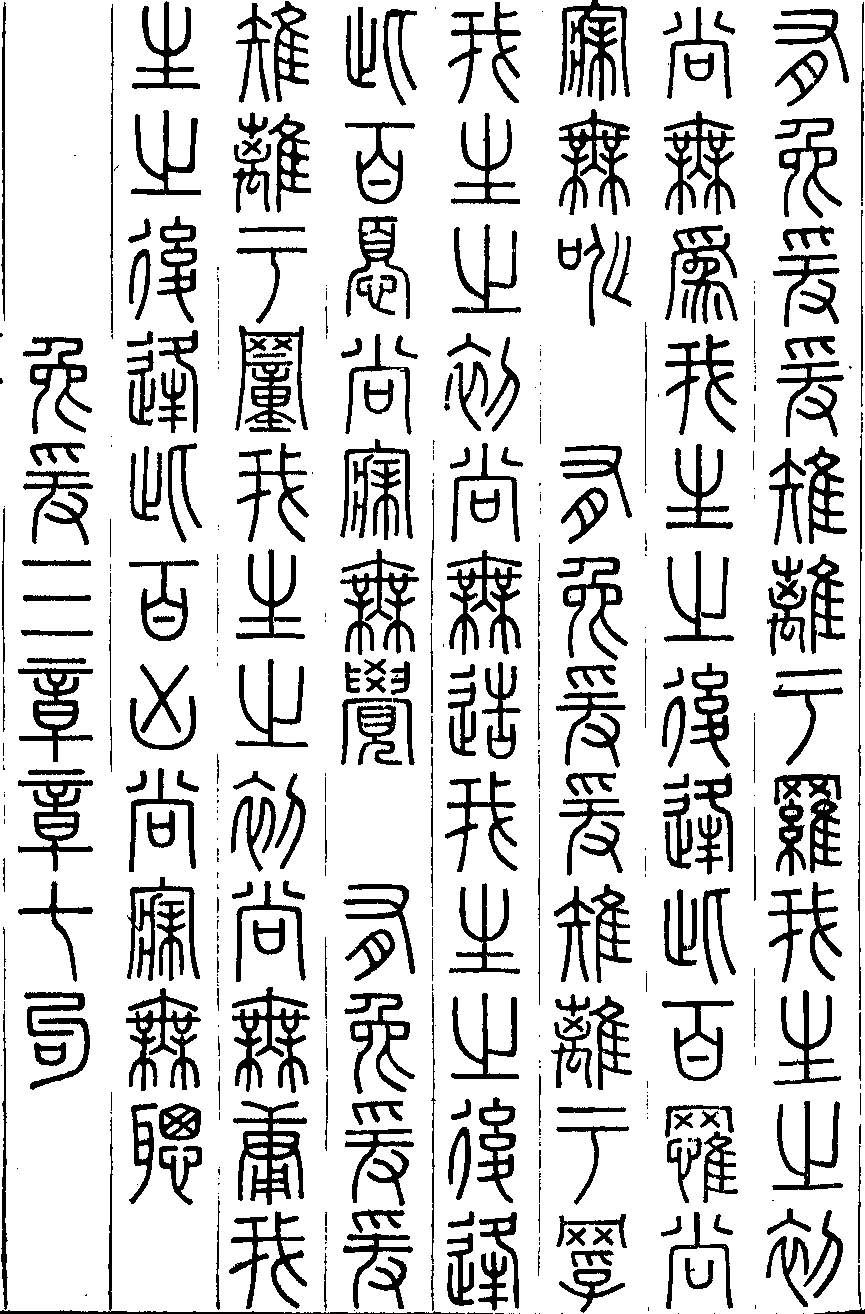 有兔爰爰雉離于羅我生之初
尚無爲我生之後逢此百罹尚
寐無吪　有兔爰爰雉離于罦
我生之初尚無造我生之後逢
此百憂尚寐無覺　有兔爰爰
雉離于罿我生之初尚無庸我
生之後逢此百凶尚寐無聰
兔爰三章章七句